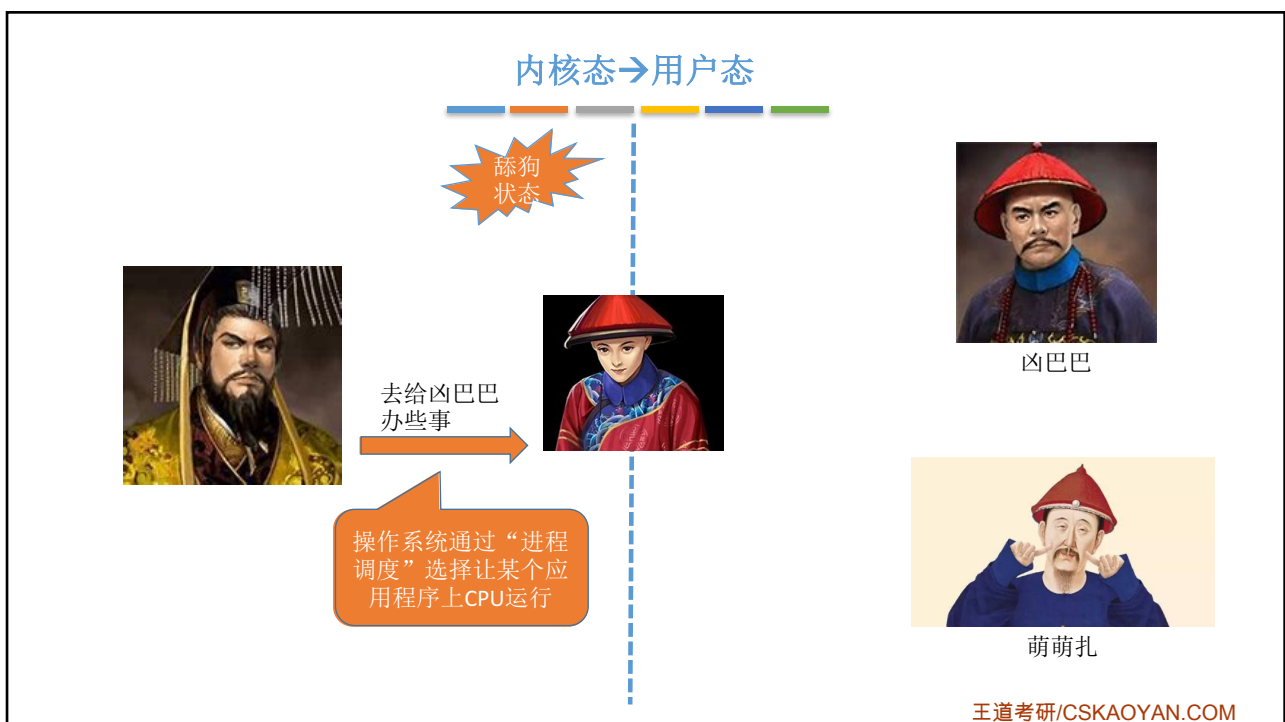 内核态→用户态
舔狗
状态
凶巴巴
去给凶巴巴
办些事
操作系统通过“进程
调度”选择让某个应
用程序上CPU运行
萌萌扎
王道考研/CSKAOYAN.COM